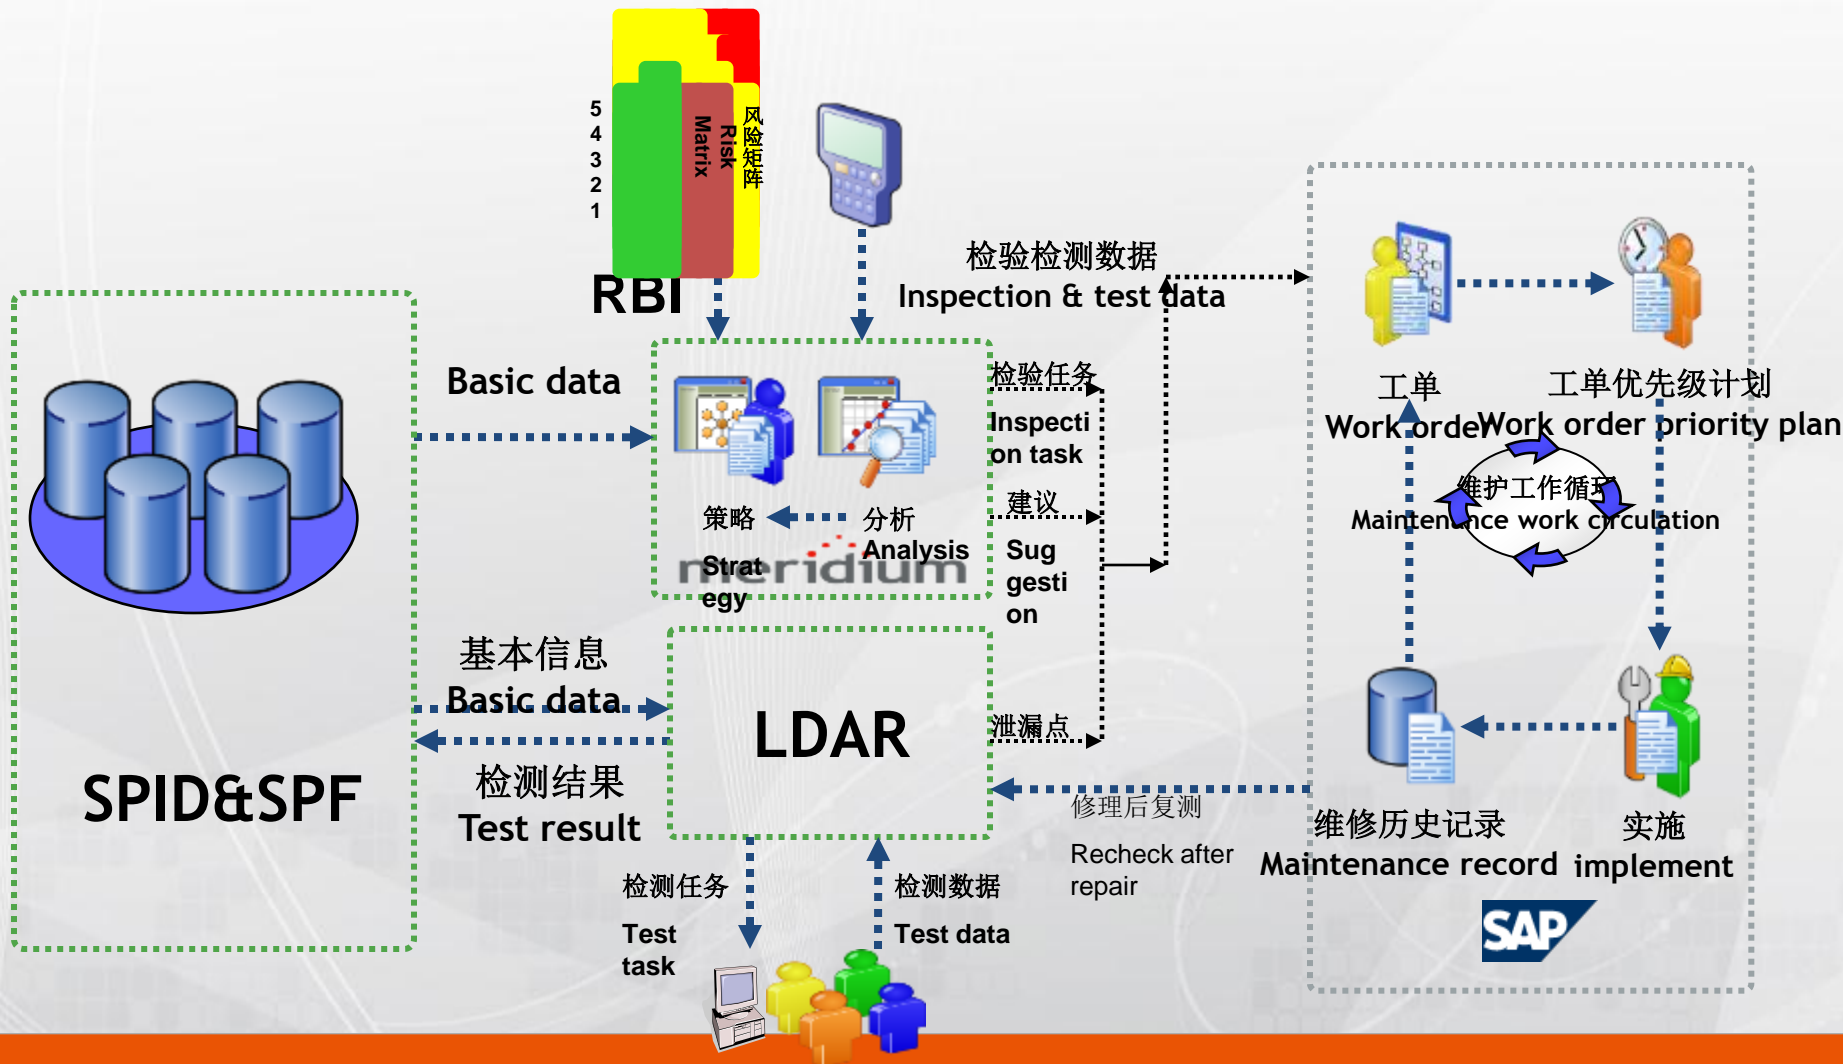 5
4
3
2
1
Risk
Matrix
风险矩阵
RBI
检验检测数据
Inspection & test data
Basic data
检验任务
Inspecti
on task
策略
Strat
egy
分析
Analysis
meridium
建议
Sug
gesti
on
基本信息
Basic data
SPID&SPF
检测结果
Test result
LDAR
泄漏点
修理后复测
Recheck after
repair
检测任务
Test
task
检测数据
Test data
工单
Work order
工单优先级计划
Work order priority plan
维护工作循环
Maintenance work circulation
维修历史记录
Maintenance record
实施
implement
SAP